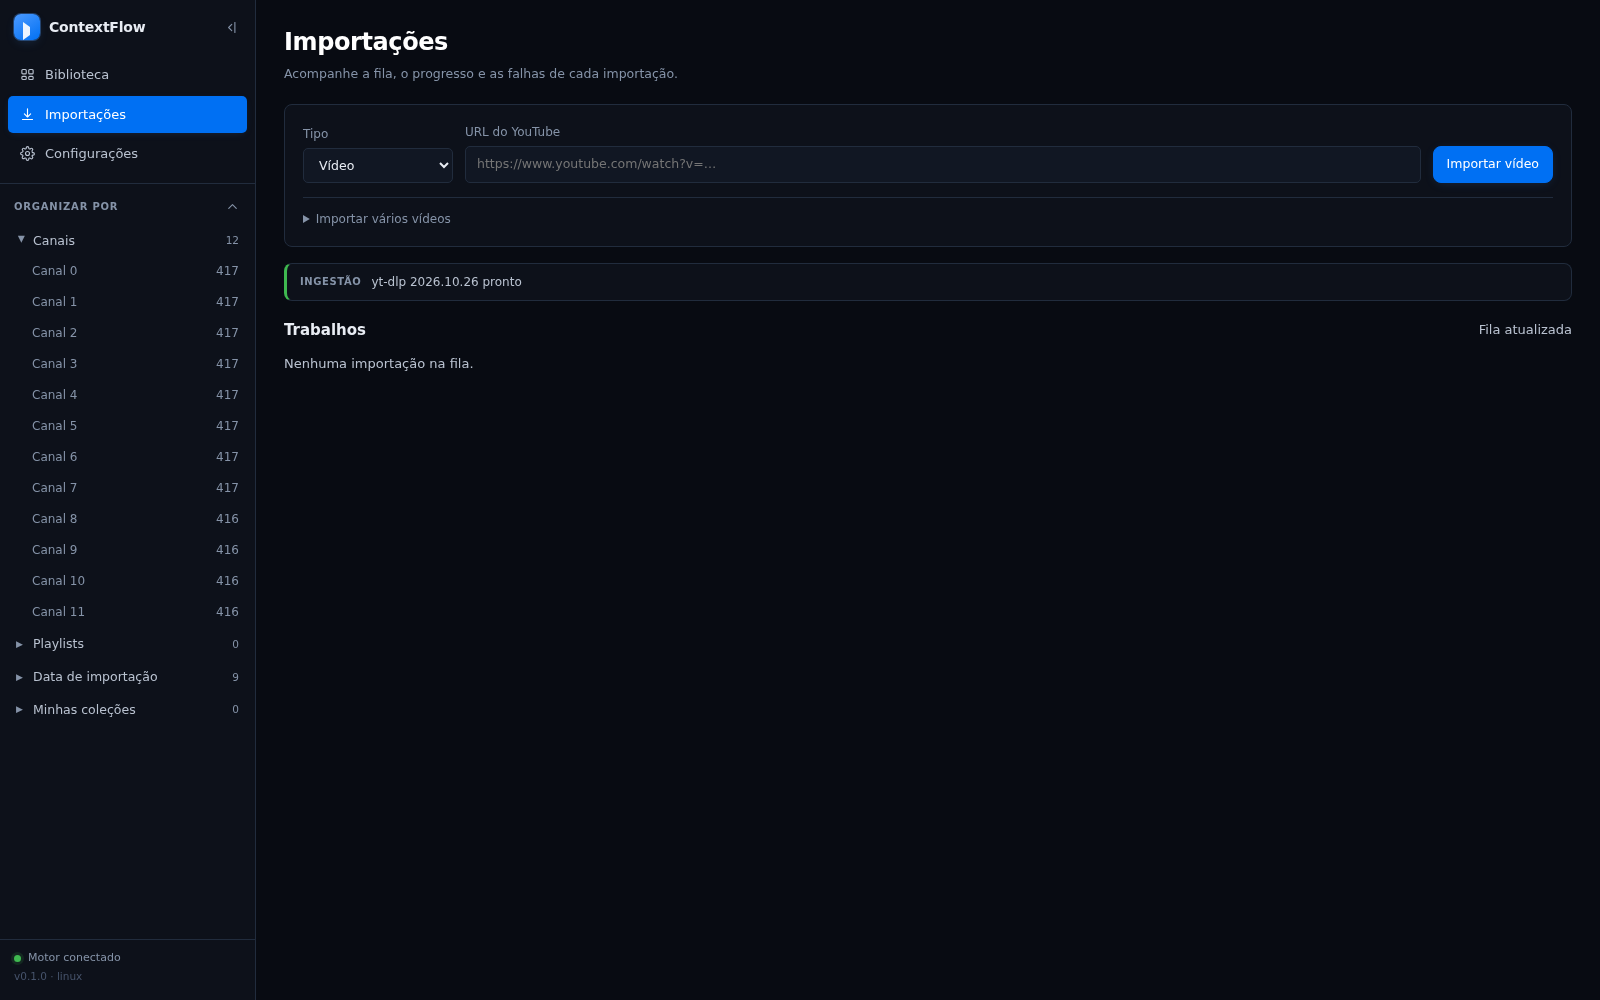 ContextFlow
Biblioteca
Importações
Configurações
ORGANIZAR POR
Canais 12
Canal 0 417
Canal 1 417
Canal 2 417
Canal 3 417
Canal 4 417
Canal 5 417
Canal 6 417
Canal 7 417
Canal 8 416
Canal 9 416
Canal 10 416
Canal 11 416
Playlists 0
Data de importação 9
Minhas coleções 0
Motor conectado
v0.1.0 · linux
Importações
Acompanhe a fila, o progresso e as falhas de cada importação.
Tipo
Vídeo
URL do YouTube
https://www.youtube.com/watch?v=...
Importar vídeo
Importar vários vídeos
INGESTÃO yt-dlp 2026.10.26 pronto
Trabalhos
Fila atualizada
Nenhuma importação na fila.